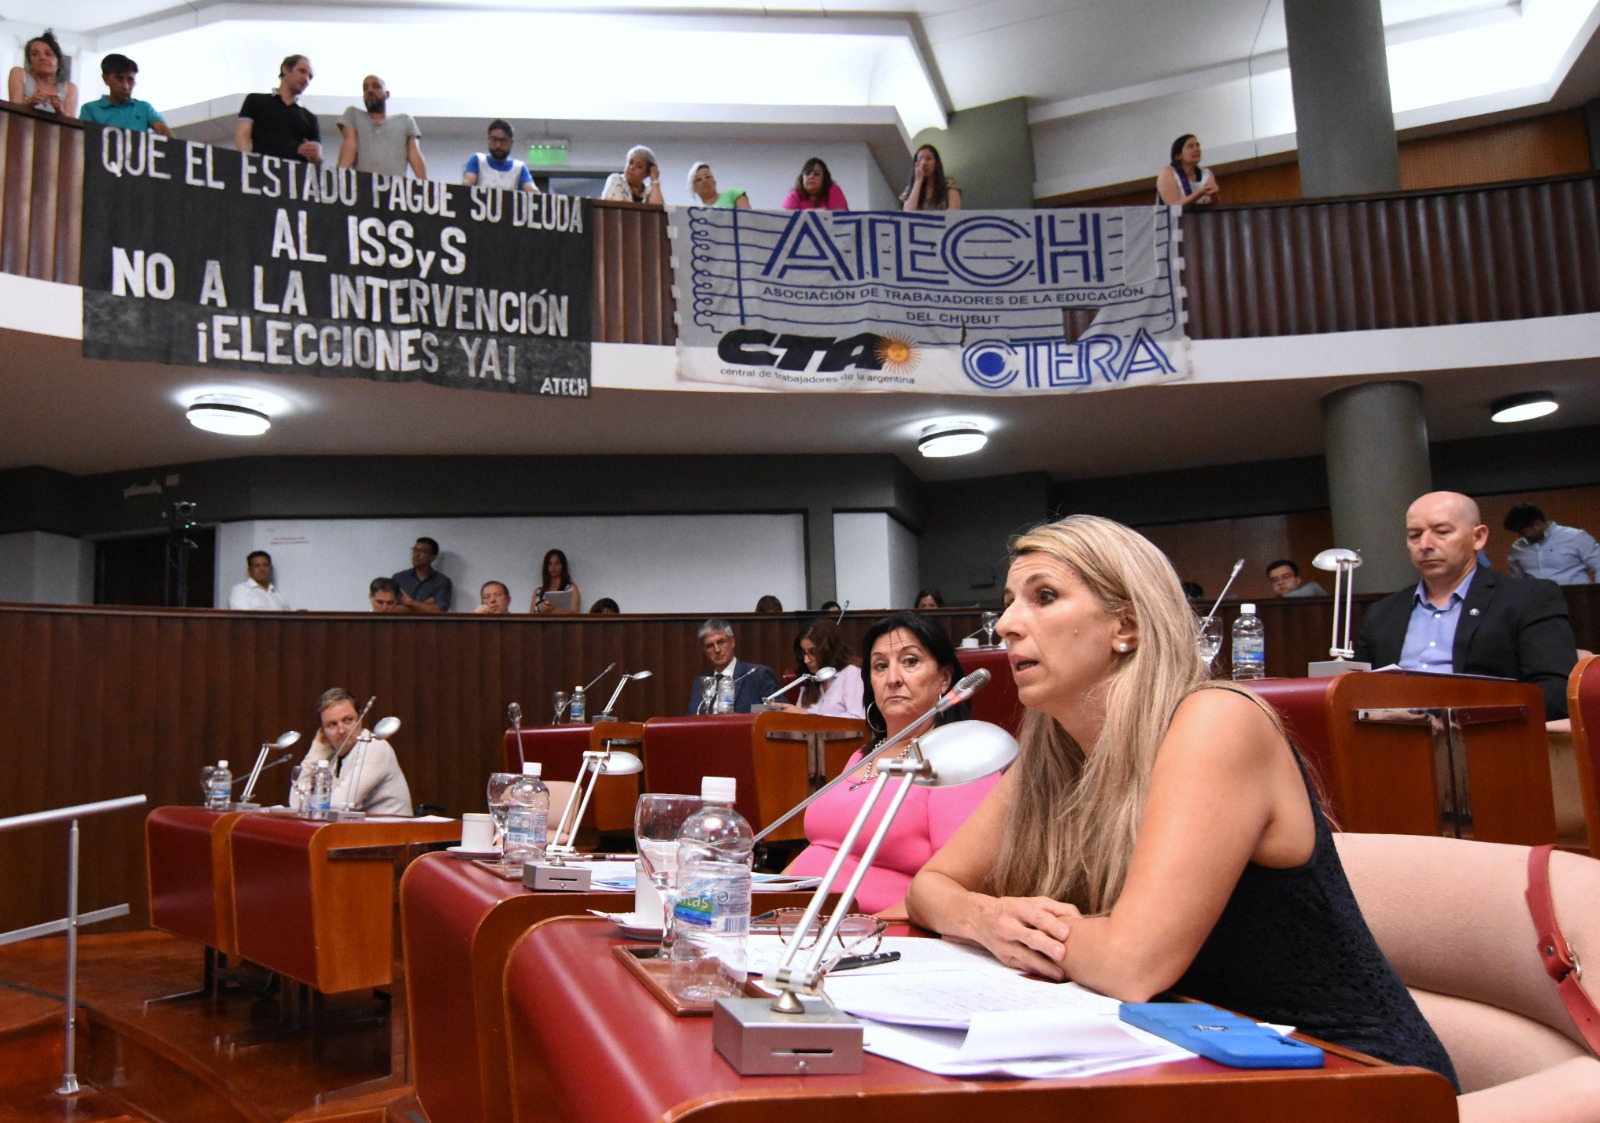 QUE EL ESTADO PAGUE SU DEUDA
AL ISSyS
NO A LA INTERVENCIÓN
¡ELECCIONES YA!
ATECH
ATECH
ASOCIACIÓN DE TRABAJADORES DE LA EDUCACIÓN
DEL CHUBUT
CTA
central de trabajadores de la argentina
CTERA